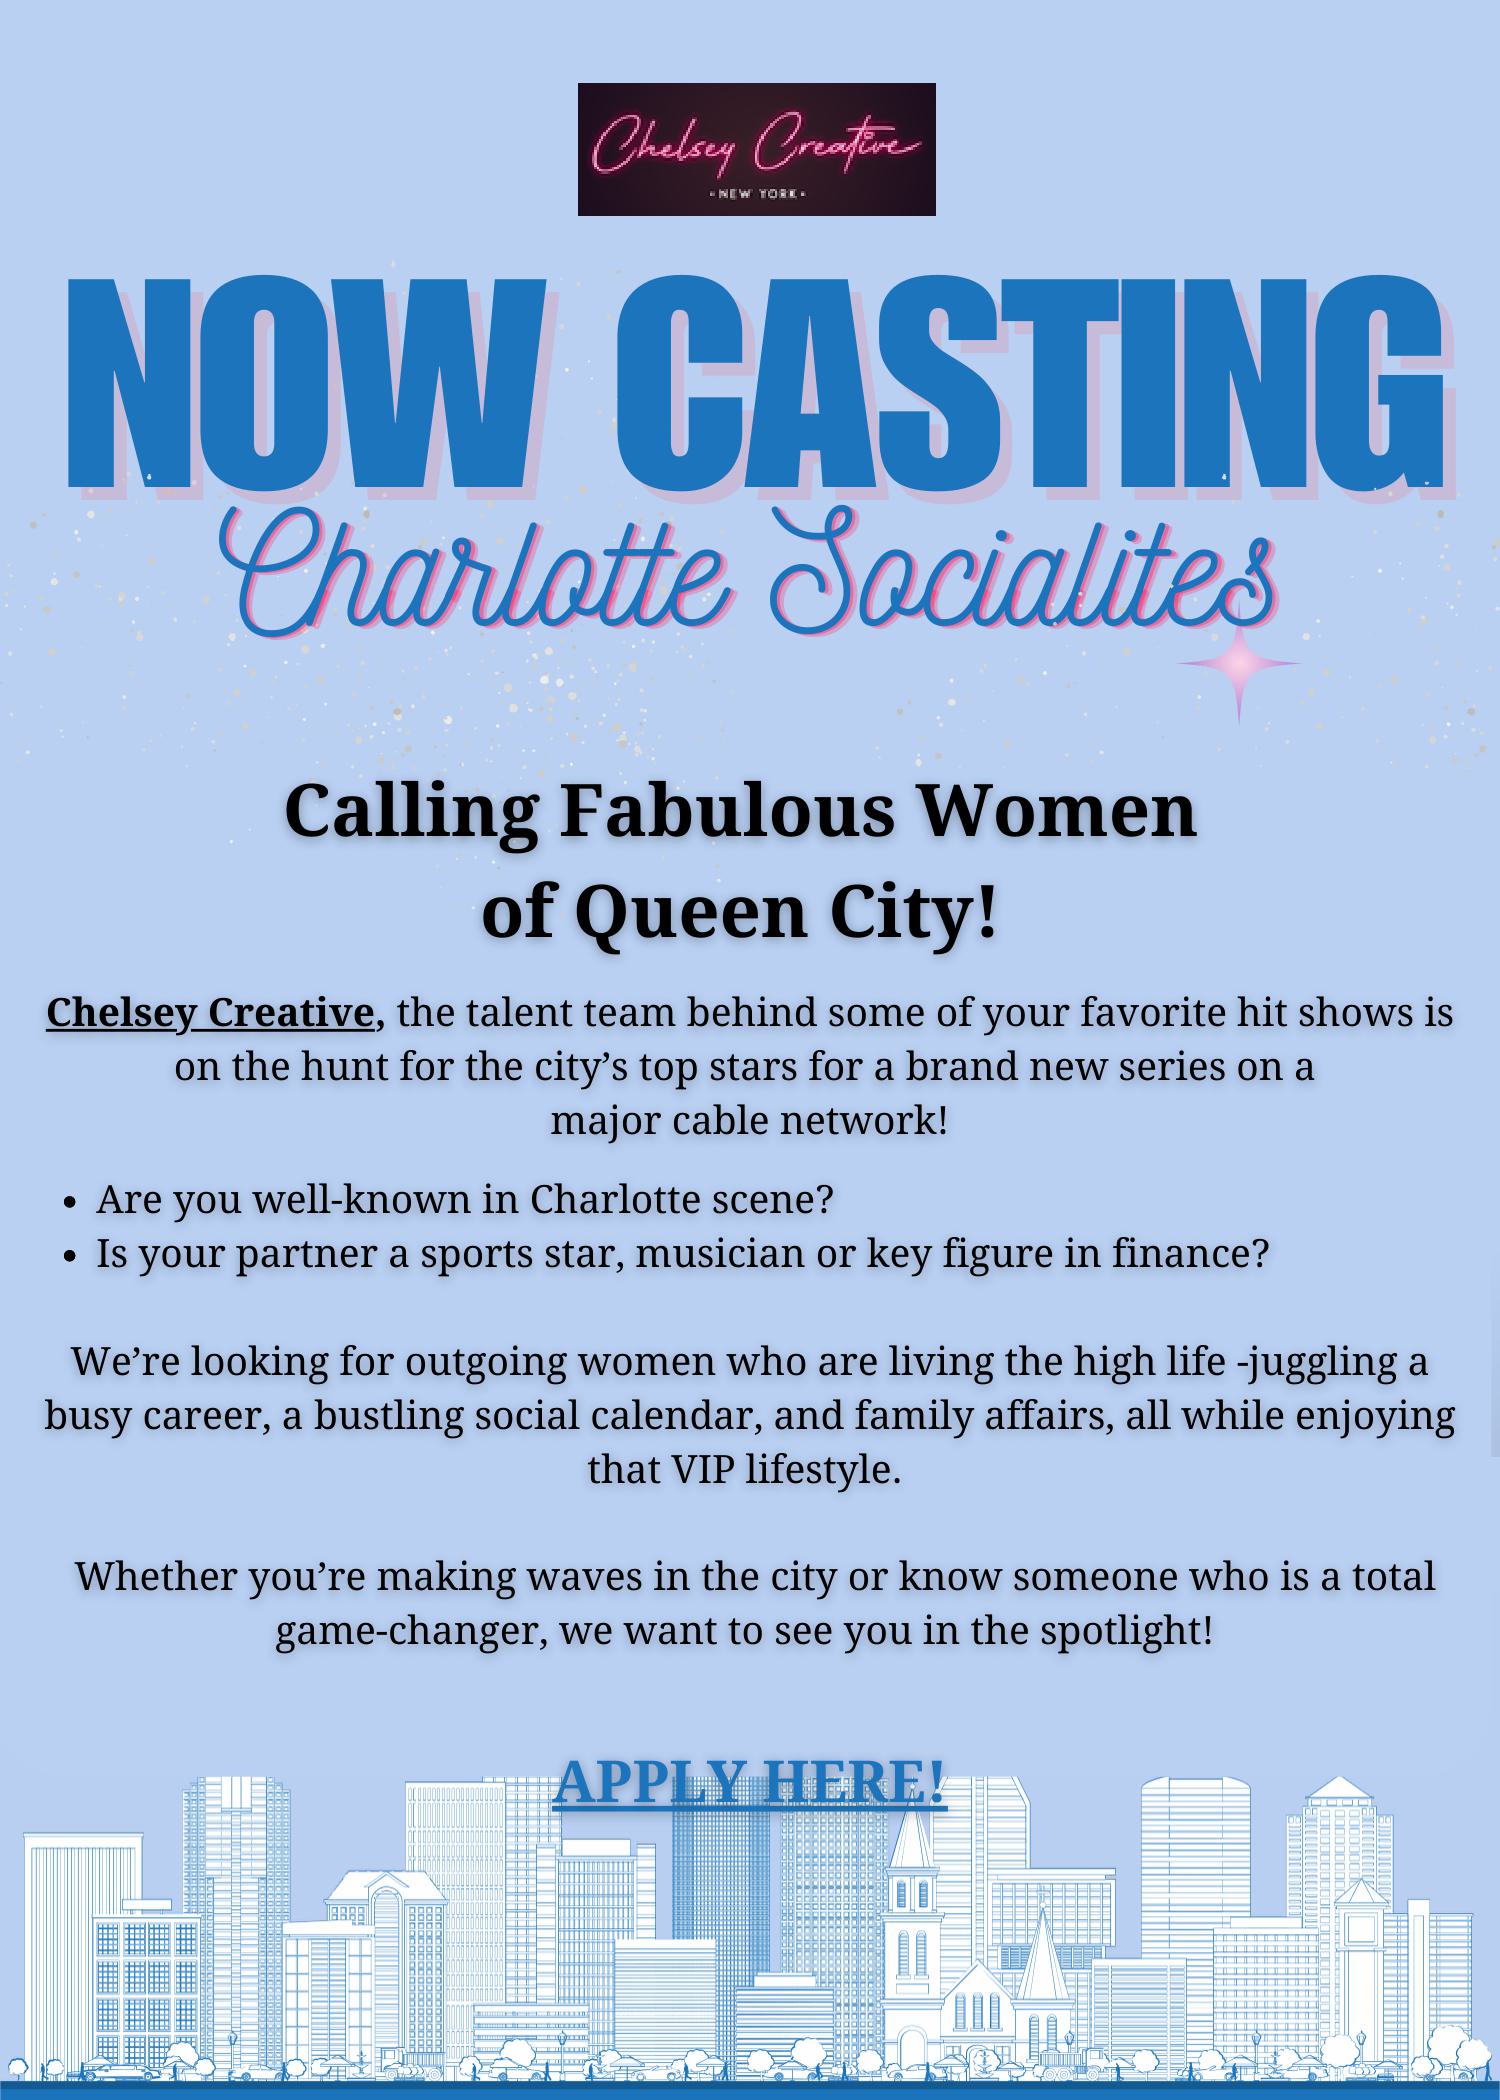 Chelsey Creative
-NEW YORK-
NOW CASTING
Charlotte Socialites
Calling Fabulous Women
of Queen City!
Chelsey Creative, the talent team behind some of your favorite hit shows is
on the hunt for the city’s top stars for a brand new series on a
major cable network!
• Are you well-known in Charlotte scene?
• Is your partner a sports star, musician or key figure in finance?
We’re looking for outgoing women who are living the high life -juggling a
busy career, a bustling social calendar, and family affairs, all while enjoying
that VIP lifestyle.
Whether you’re making waves in the city or know someone who is a total
game-changer, we want to see you in the spotlight!
APPLY HERE!